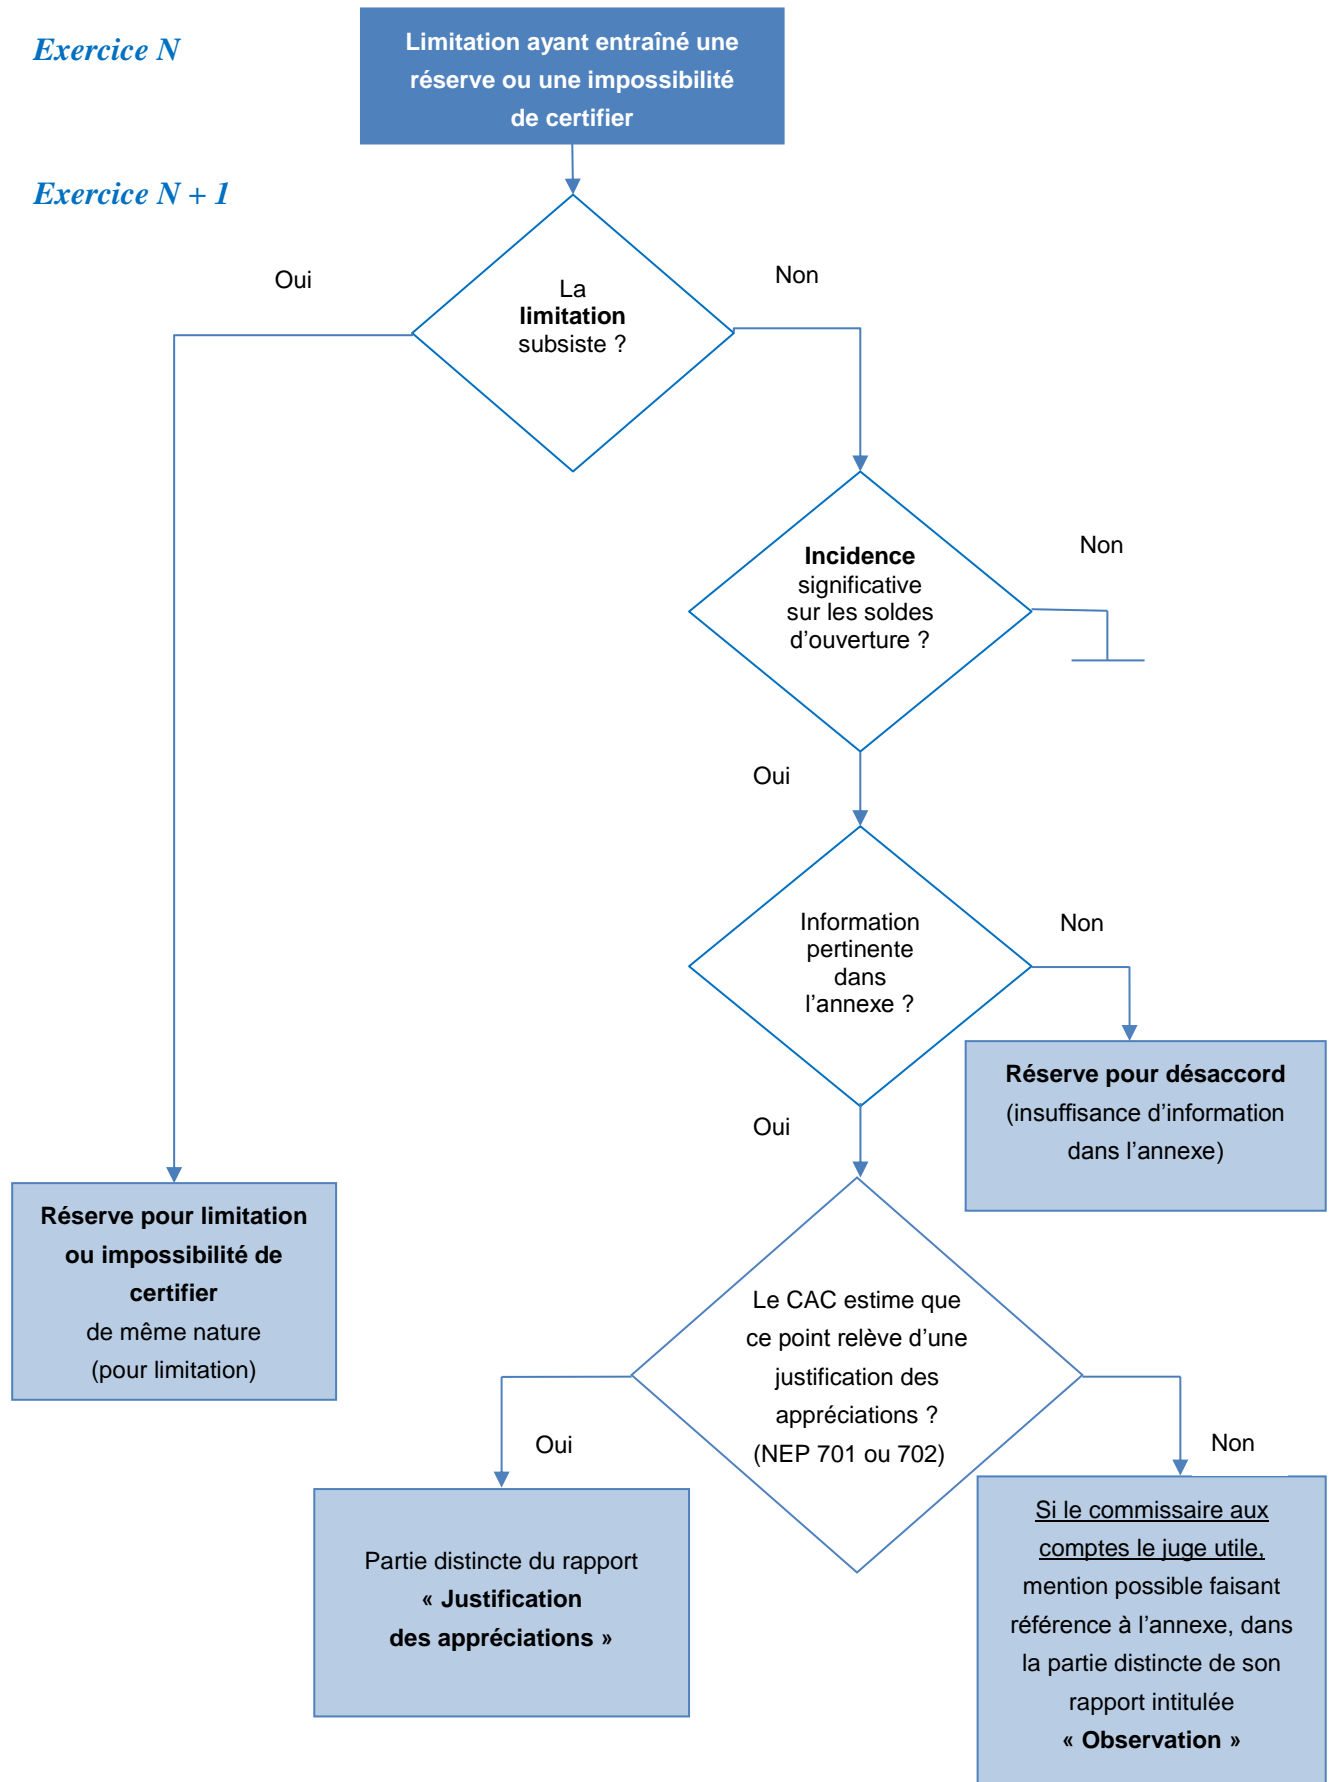 Exercice N
Limitation ayant entraîné une
réserve ou une impossibilité
de certifier
Exercice N + 1
Oui
Non
La
limitation
subsiste ?
Non
Incidence
significative
sur les soldes
d’ouverture ?
Oui
Information
pertinente
dans
l’annexe ?
Non
Réserve pour désaccord
(insuffisance d’information
dans l’annexe)
Oui
Réserve pour limitation
ou impossibilité de
certifier
de même nature
(pour limitation)
Le CAC estime que
ce point relève d’une
justification des
appréciations ?
(NEP 701 ou 702)
Oui
Non
Partie distincte du rapport
« Justification
des appréciations »
Si le commissaire aux
comptes le juge utile,
mention possible faisant
référence à l’annexe, dans
la partie distincte de son
rapport intitulée
« Observation »